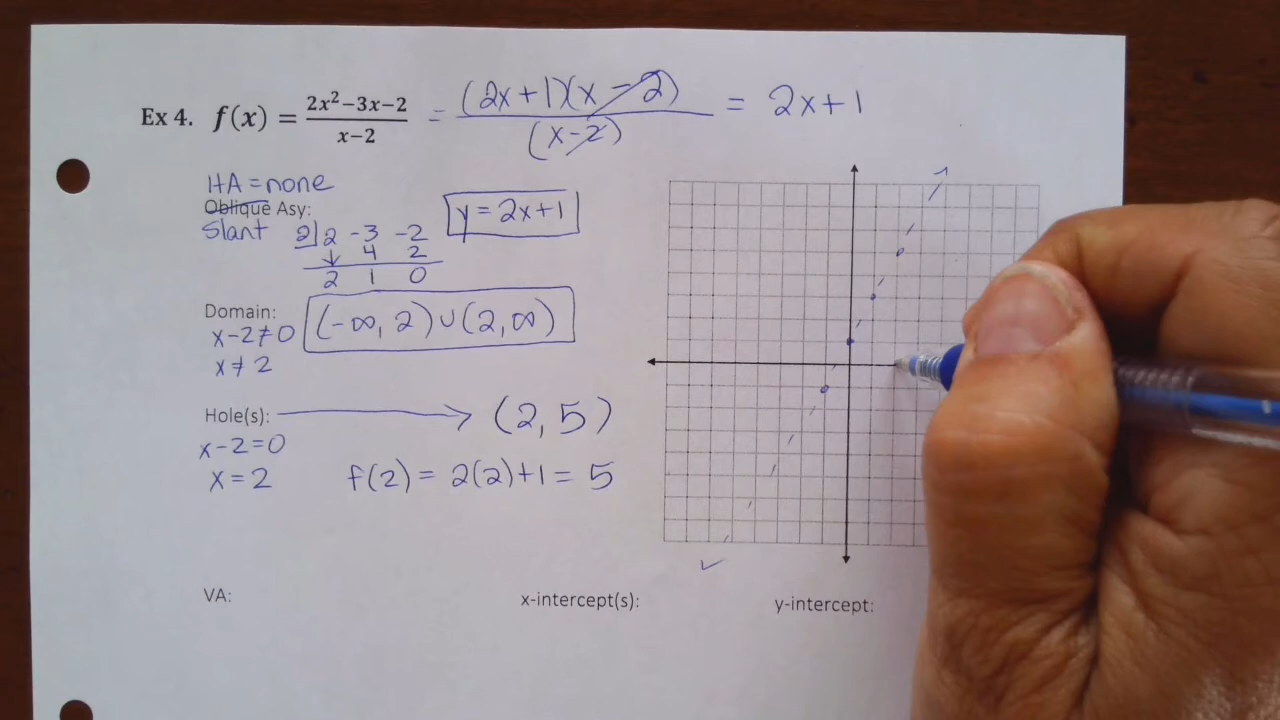 Ex 4. f(x) = 2x²−3x−2 / x−2 = (2x+1)(x−2) / (x−2) = 2x+1
HA = none
Oblique Asy: y = 2x+1
Slant 2 2 -3 -2
4 2
2 1 0
Domain: (-∞, 2) ∪ (2, ∞)
x-2≠0
x≠2
Hole(s): → (2, 5)
x-2=0
x=2 f(2) = 2(2)+1 = 5
VA: x-intercept(s): y-intercept: